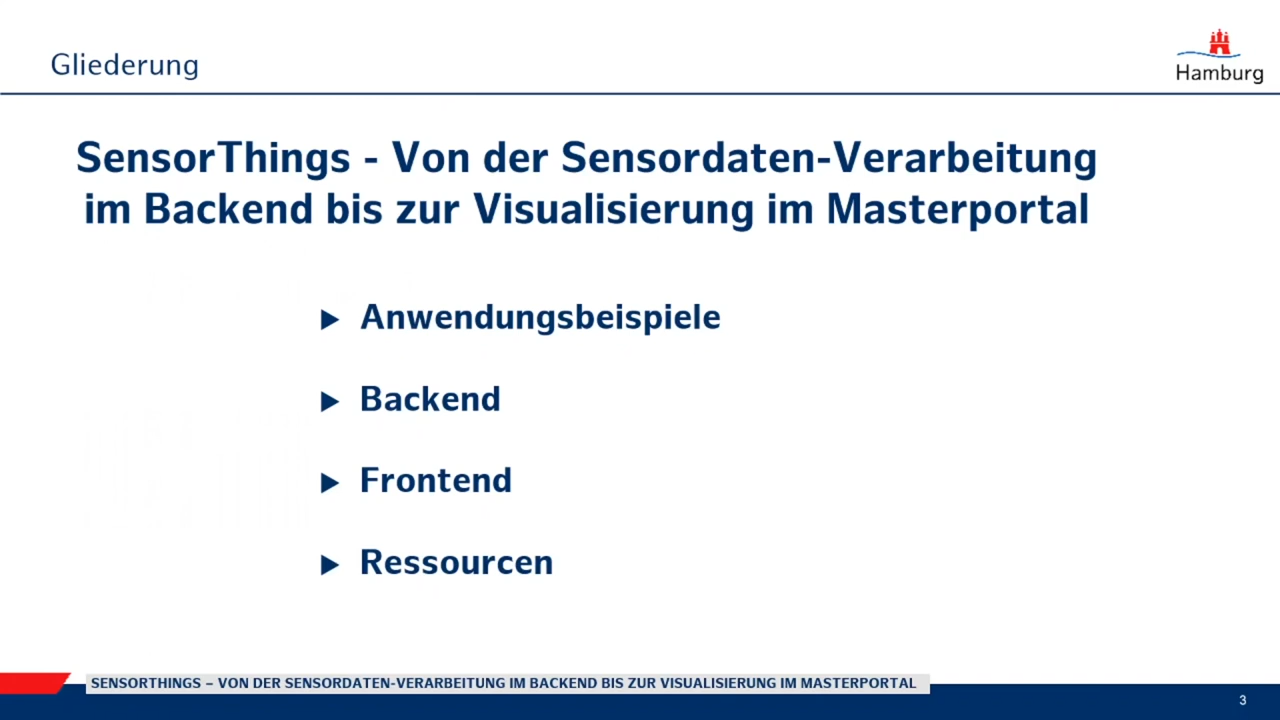 Gliederung
Hamburg
SensorThings - Von der Sensordaten-Verarbeitung
im Backend bis zur Visualisierung im Masterportal
▶ Anwendungsbeispiele
▶ Backend
▶ Frontend
▶ Ressourcen
SENSORTHINGS – VON DER SENSORDATEN-VERARBEITUNG IM BACKEND BIS ZUR VISUALISIERUNG IM MASTERPORTAL
3